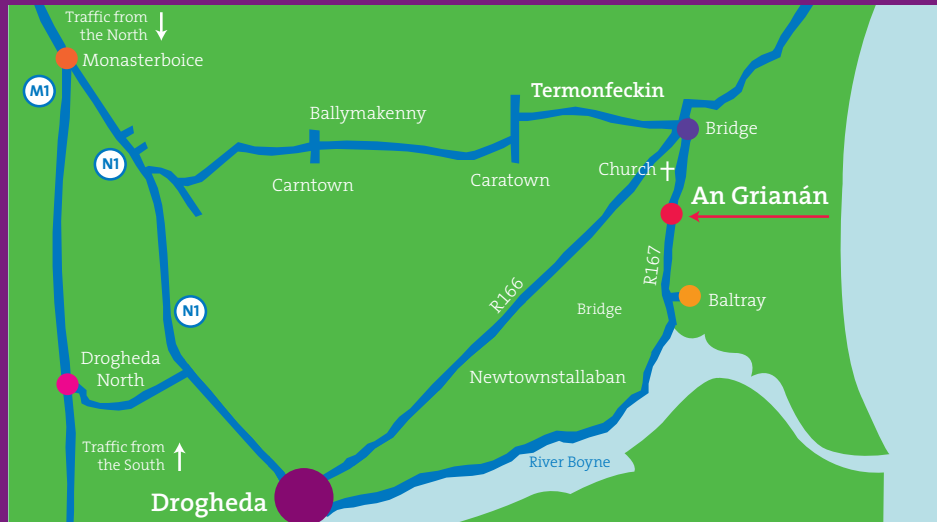 Traffic from
the North
Monasterboice
M1
Termonfeckin
Ballymakenny
Bridge
N1
Church
Carntown
Caratown
An Grianán
R167
R166
Baltray
Bridge
N1
Drogheda
North
Newtownstallaban
Traffic from
the South
River Boyne
Drogheda